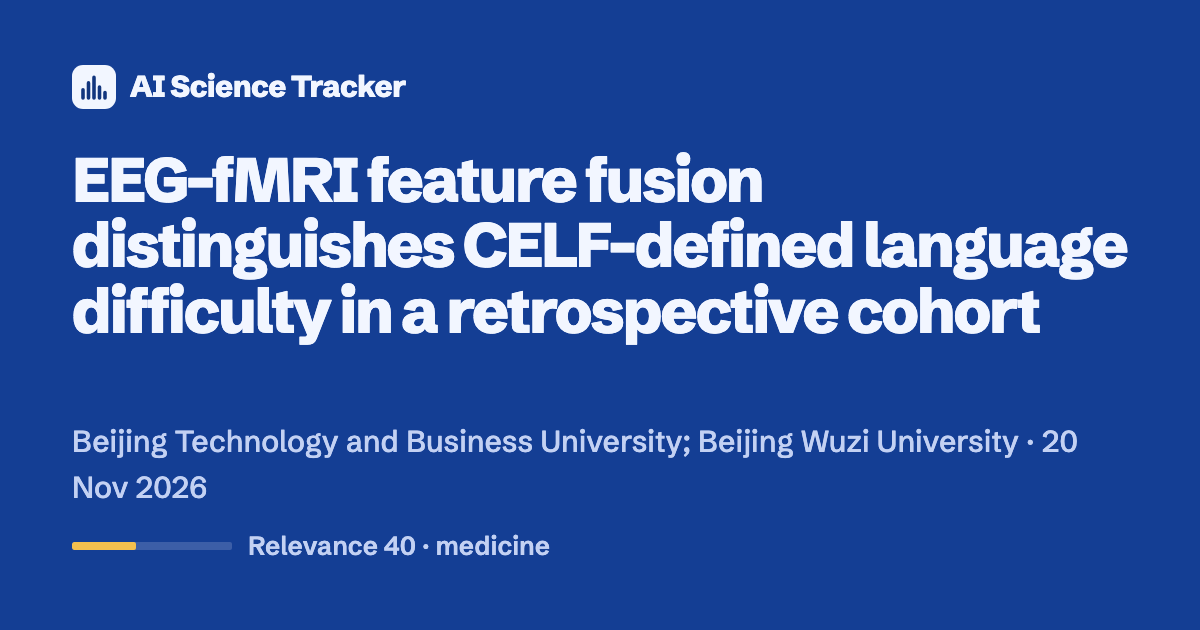 AI Science Tracker
EEG-fMRI feature fusion
distinguishes CELF-defined language
difficulty in a retrospective cohort
Beijing Technology and Business University; Beijing Wuzi University · 20
Nov 2026
Relevance 40 · medicine